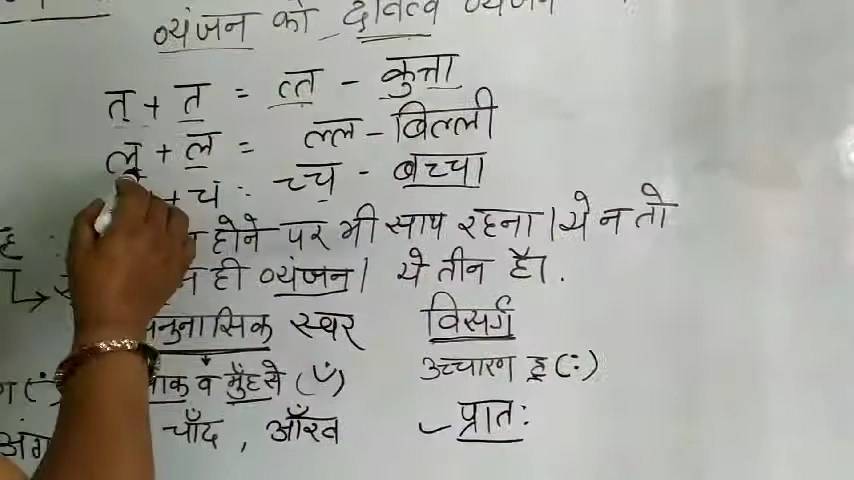 व्यंजन को द्वित्व व्यंजन
त् + त = त्त - कुत्ता
ल् + ल = ल्ल - बिल्ली
+ च = च्च - बच्चा
होने पर भी साथ रहना। ये न तो
ही व्यंजन। ये तीन है।
अनुनासिक स्वर विसर्ग
नाक व मुँह से (ँ) उच्चारण ह् (ः)
अंग चाँद , आँख प्रातः